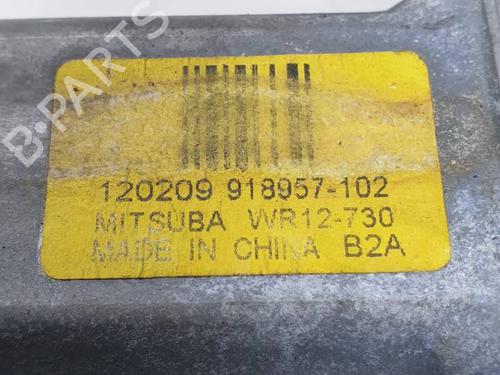 B-PARTS
120209 918957-102
MITSUBA WR12-730
MADE IN CHINA B2A